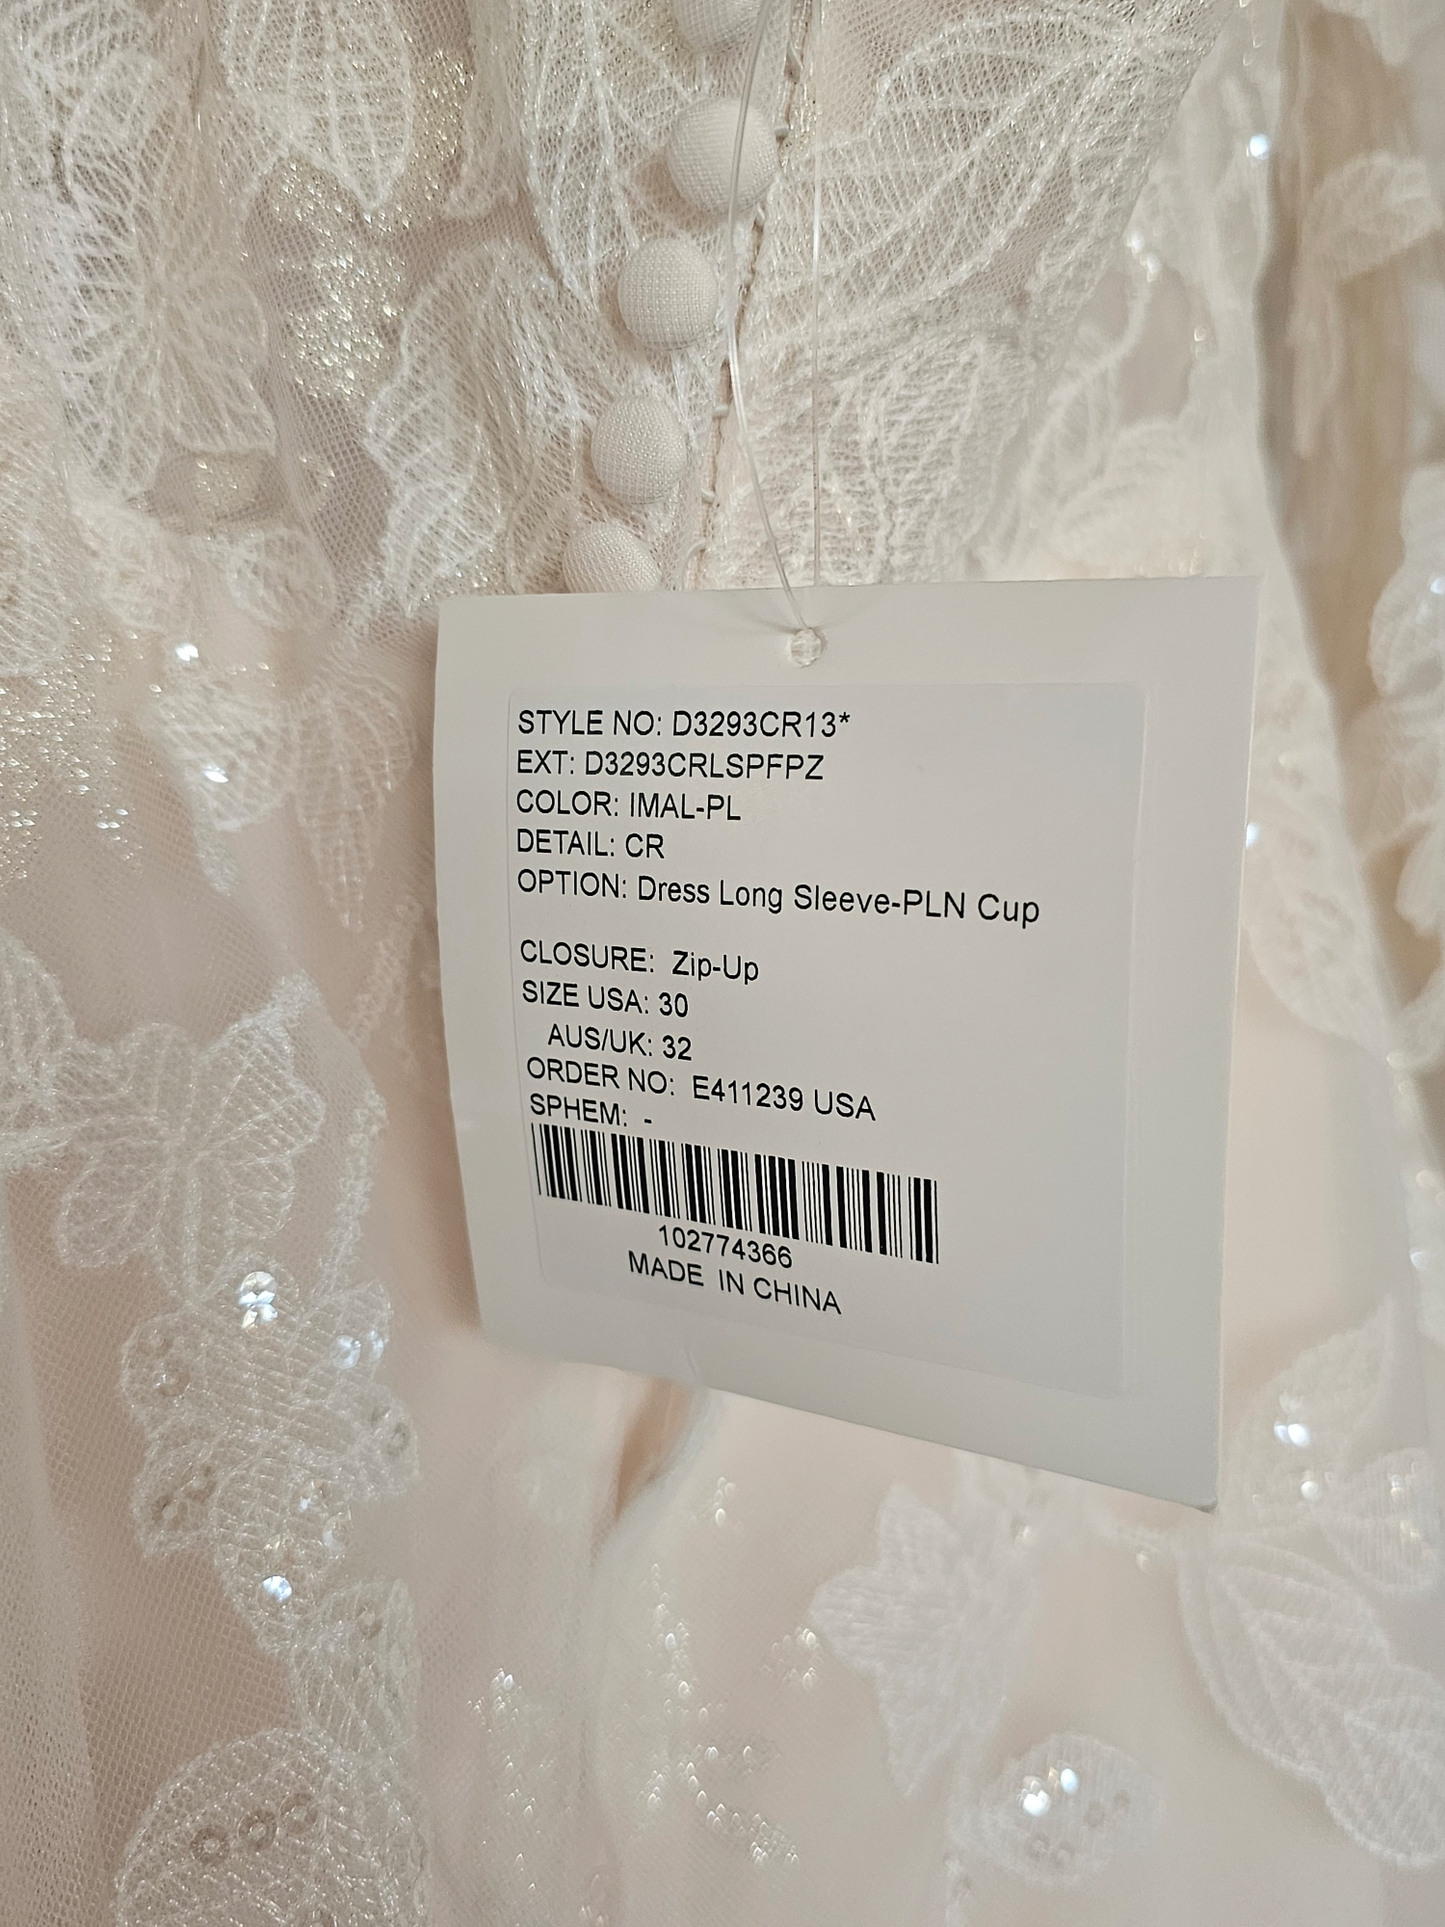 STYLE NO: D3293CR13*
EXT: D3293CRLSPFPZ
COLOR: IMAL-PL
DETAIL: CR
OPTION: Dress Long Sleeve-PLN Cup
CLOSURE: Zip-Up
SIZE USA: 30
AUS/UK: 32
ORDER NO: E411239 USA
SPHEM: -
102774366
MADE IN CHINA